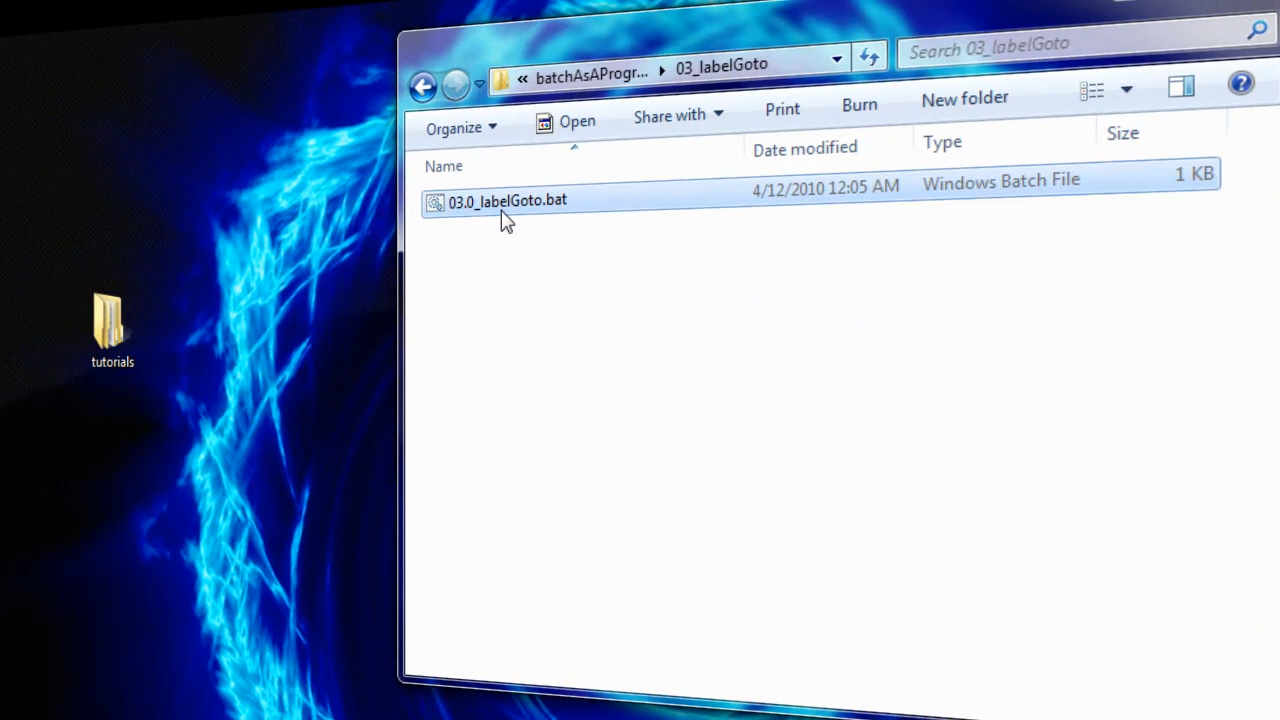 « batchAsAProgr... ▸ 03_labelGoto
Search 03_labelGoto
Organize
Open
Share with
Print
Burn
New folder
Name
Date modified
Type
Size
03.0_labelGoto.bat
4/12/2010 12:05 AM
Windows Batch File
1 KB
tutorials